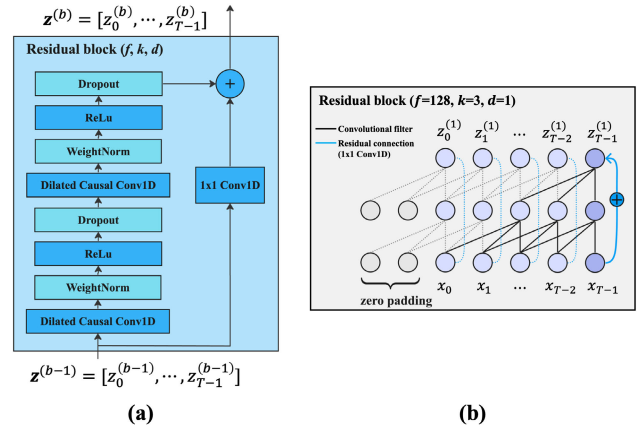 𝒛^(b) = [z_0^(b), ⋯, z_{T−1}^(b)]
Residual block (f, k, d)
Dropout
+
ReLu
WeightNorm
Dilated Causal Conv1D
1x1 Conv1D
Dropout
ReLu
WeightNorm
Dilated Causal Conv1D
𝒛^(b−1) = [z_0^(b−1), ⋯, z_{T−1}^(b−1)]
(a)
Residual block (f=128, k=3, d=1)
Convolutional filter
Residual connection
(1x1 Conv1D)
z_0^(1) z_1^(1) ... z_{T−2}^(1) z_{T−1}^(1)
+
zero padding
x_0 x_1 ... x_{T−2} x_{T−1}
(b)